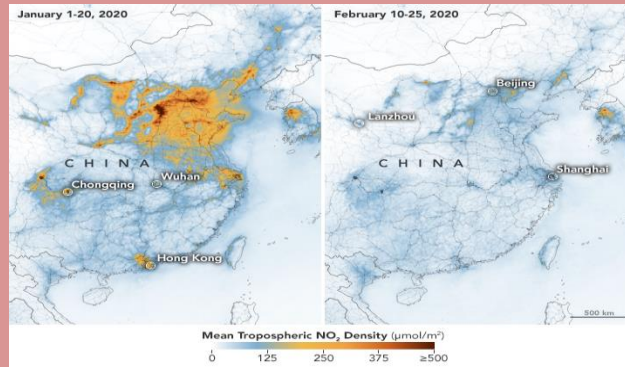 January 1-20, 2020
CHINA
Chongqing
Wuhan
Hong Kong
February 10-25, 2020
Beijing
Lanzhou
CHINA
Shanghai
500 km
Mean Tropospheric NO₂ Density (μmol/m²)
0 125 250 375 ≥500